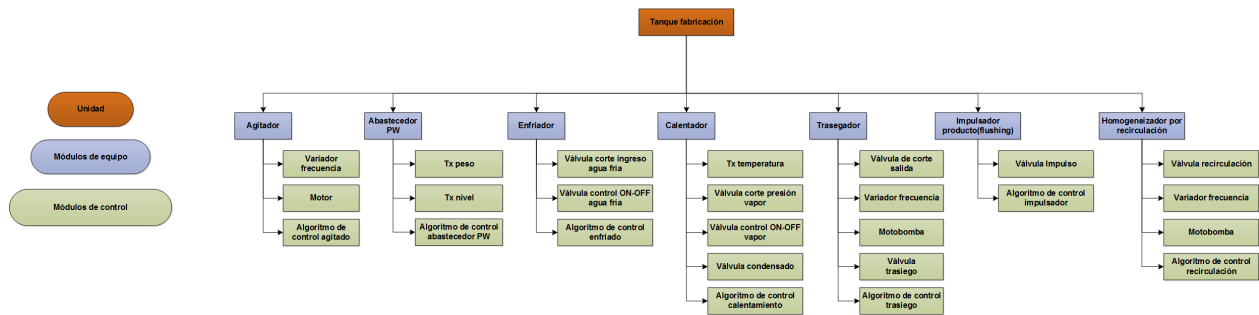 Tanque fabricación
Unidad
Módulos de equipo
Módulos de control
Agitador
Variador
frecuencia
Motor
Algoritmo de
control agitado
Abastecedor
PW
Tx peso
Tx nivel
Algoritmo de control
abastecedor PW
Enfriador
Válvula corte ingreso
agua fría
Válvula control ON-OFF
agua fría
Algoritmo de control
enfriado
Calentador
Tx temperatura
Válvula corte presión
vapor
Válvula control ON-OFF
vapor
Válvula condensado
Algoritmo de control
calentamiento
Trasegador
Válvula de corte
salida
Variador frecuencia
Motobomba
Válvula
trasiego
Algoritmo de control
trasiego
Impulsador
producto(flushing)
Válvula Impulso
Algoritmo de control
impulsador
Homogeneizador por
recirculación
Válvula recirculación
Variador frecuencia
Motobomba
Algoritmo de control
recirculación